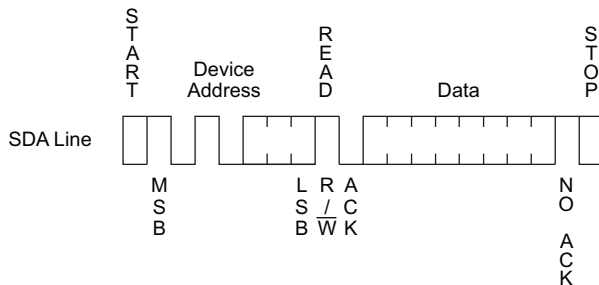 START
Device
Address
READ
Data
STOP
SDA Line
MSB
LSB
R/W
ACK
NO ACK